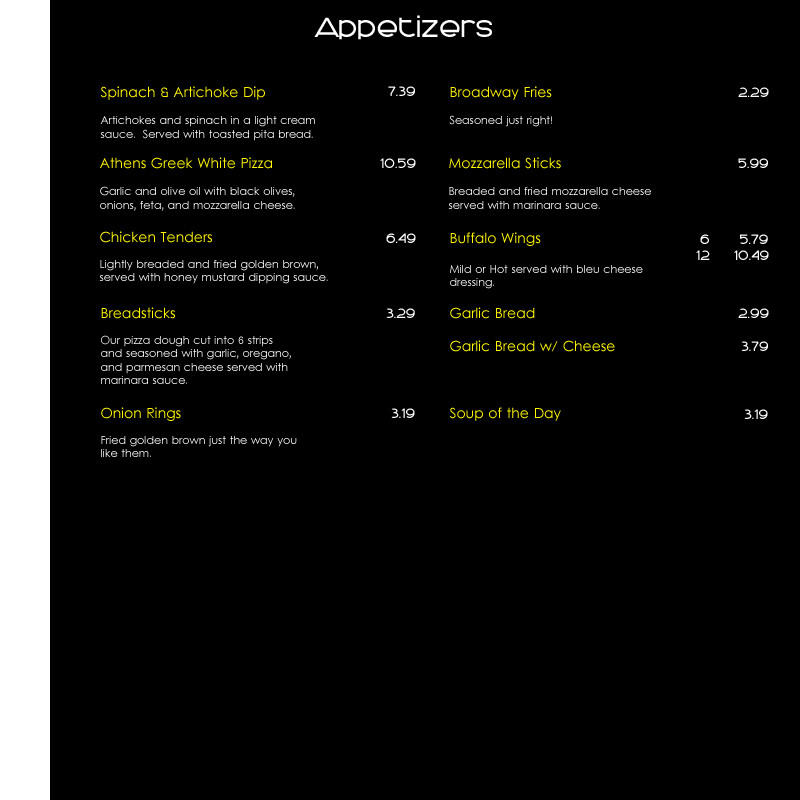 Appetizers
Spinach & Artichoke Dip 7.39
Artichokes and spinach in a light cream
sauce. Served with toasted pita bread.
Athens Greek White Pizza 10.59
Garlic and olive oil with black olives,
onions, feta, and mozzarella cheese.
Chicken Tenders 6.49
Lightly breaded and fried golden brown,
served with honey mustard dipping sauce.
Breadsticks 3.29
Our pizza dough cut into 6 strips
and seasoned with garlic, oregano,
and parmesan cheese served with
marinara sauce.
Onion Rings 3.19
Fried golden brown just the way you
like them.
Broadway Fries 2.29
Seasoned just right!
Mozzarella Sticks 5.99
Breaded and fried mozzarella cheese
served with marinara sauce.
Buffalo Wings 6 5.79
12 10.49
Mild or Hot served with bleu cheese
dressing.
Garlic Bread 2.99
Garlic Bread w/ Cheese 3.79
Soup of the Day 3.19